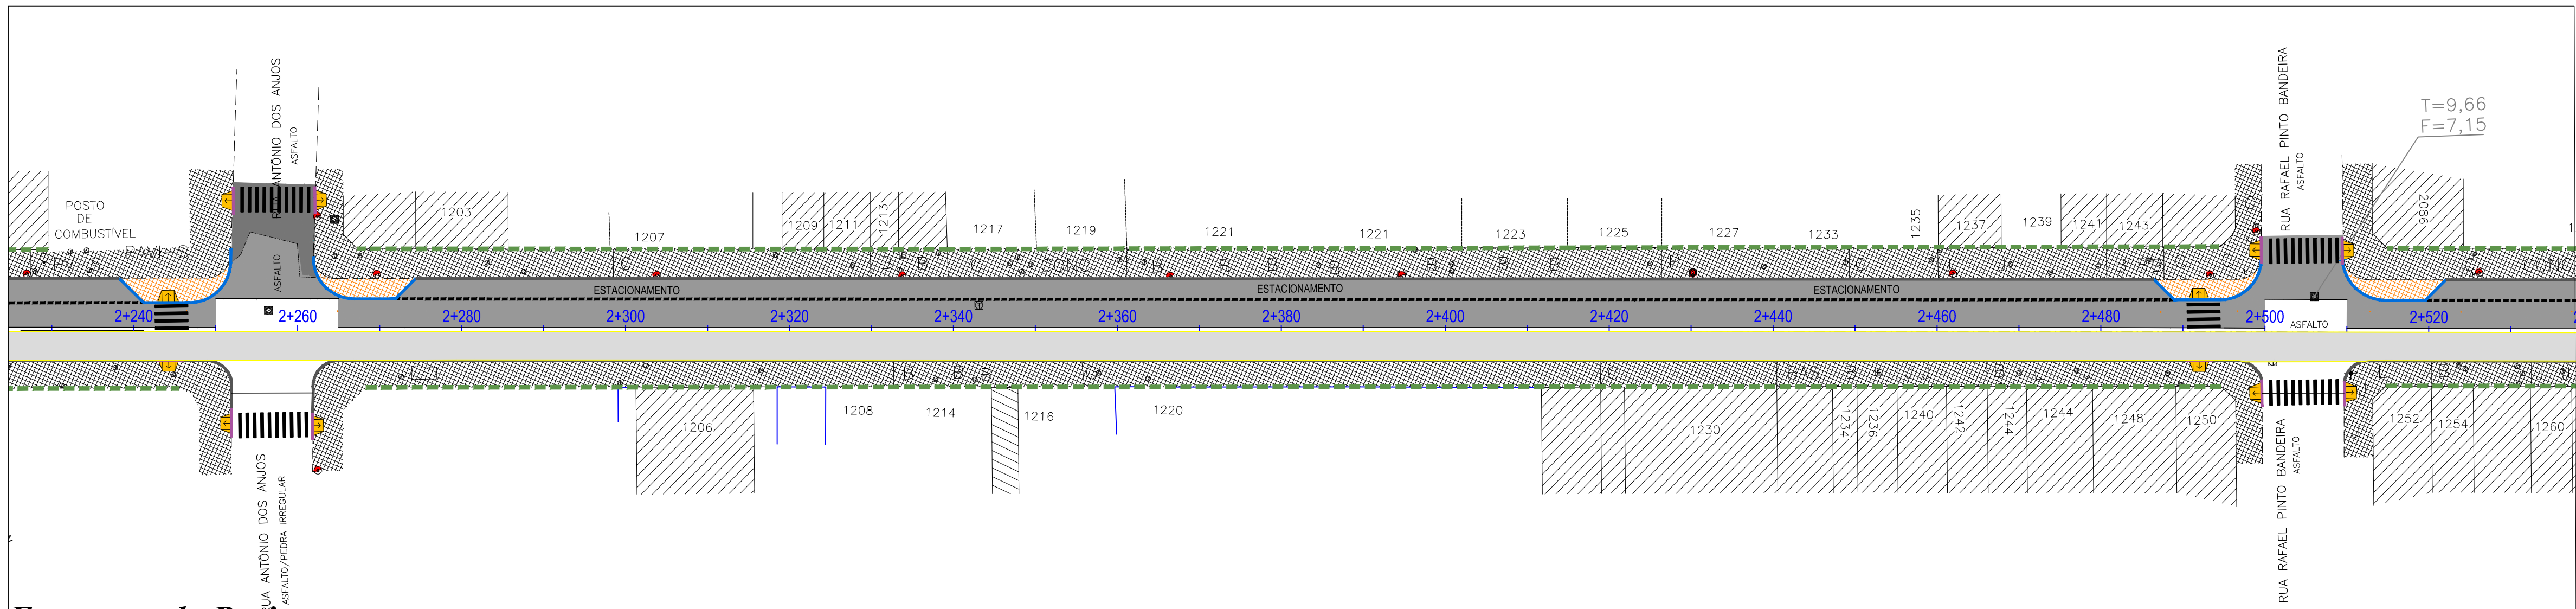 RUA ANTÔNIO DOS ANJOS
ASFALTO
RUA RAFAEL PINTO BANDEIRA
ASFALTO
T=9,66
F=7,15
POSTO
DE
COMBUSTÍVEL
1203
1207
1209
1211
1213
1217
1219
1221
1221
1223
1225
1227
1233
1235
1237
1239
1241
1243
2086
CONC
ASFALTO
ESTACIONAMENTO
ESTACIONAMENTO
ESTACIONAMENTO
2+240
2+260
2+280
2+300
2+320
2+340
2+360
2+380
2+400
2+420
2+440
2+460
2+480
2+500
2+520
ASFALTO
BAS
1206
1208
1214
1216
1220
1230
1234
1236
1240
1242
1244
1244
1248
1250
1252
1254
1260
RUA ANTÔNIO DOS ANJOS
ASFALTO/PEDRA IRREGULAR
RUA RAFAEL PINTO BANDEIRA
ASFALTO